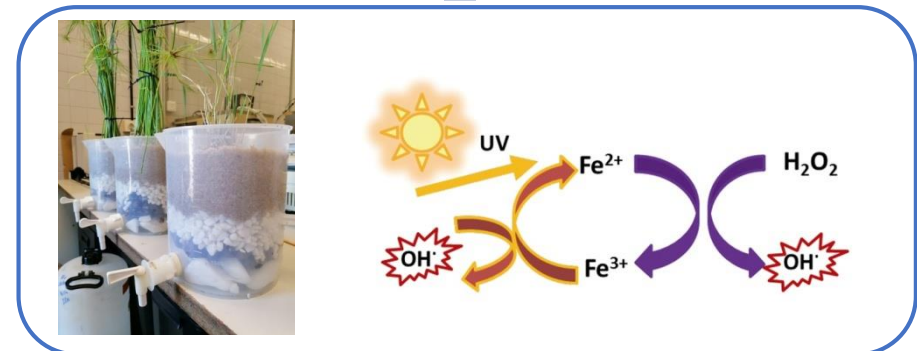 UV
Fe²⁺
H₂O₂
OH·
Fe³⁺
OH·